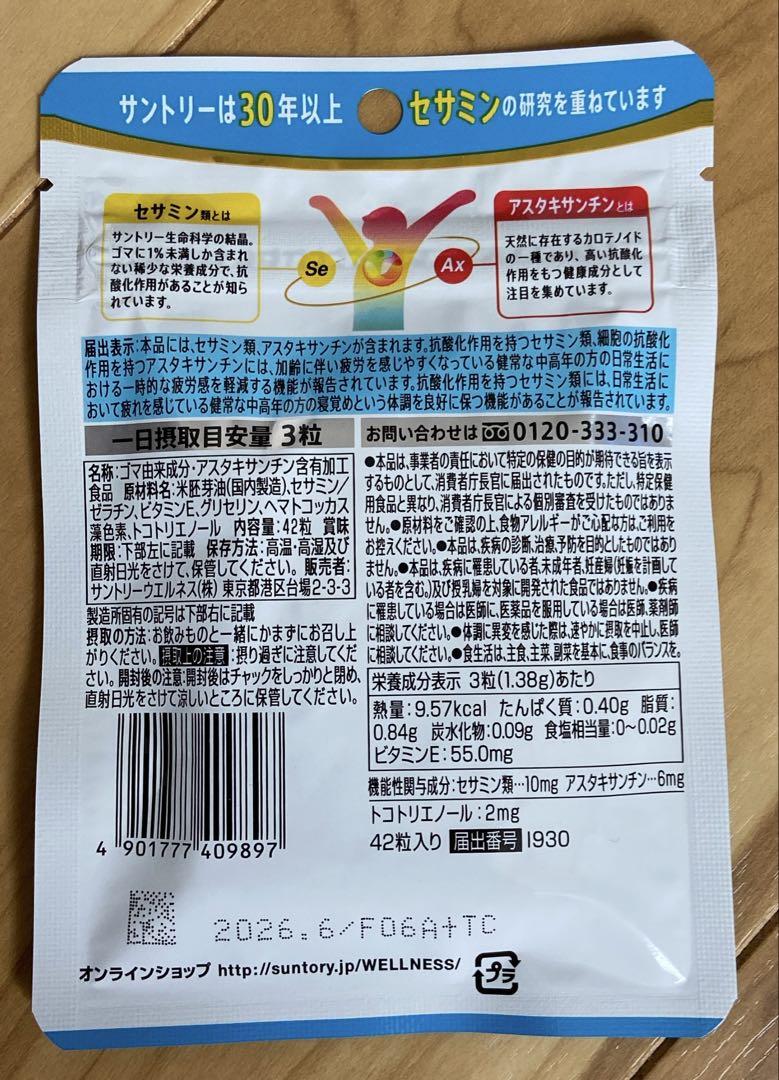 サントリーは30年以上 セサミンの研究を重ねています
セサミン類とは
サントリー生命科学の結晶。
ゴマに1%未満しか含まれ
ない稀少な栄養成分で、抗
酸化作用があることが知ら
れています。
Se
Ax
アスタキサンチンとは
天然に存在するカロテノイド
の一種であり、高い抗酸化
作用をもつ健康成分として
注目を集めています。
届出表示:本品には、セサミン類、アスタキサンチンが含まれます。抗酸化作用を持つセサミン類、細胞の抗酸化
作用を持つアスタキサンチンには、加齢に伴い疲労を感じやすくなっている健常な中高年の方の日常生活に
おける一時的な疲労感を軽減する機能が報告されています。抗酸化作用を持つセサミン類には、日常生活に
おいて疲れを感じている健常な中高年の方の寝覚めという体調を良好に保つ機能があることが報告されています。
一日摂取目安量 3粒
名称:ゴマ由来成分・アスタキサンチン含有加工
食品 原材料名:米胚芽油(国内製造)、セサミン/
ゼラチン、ビタミンE、グリセリン、ヘマトコッカス
藻色素、トコトリエノール 内容量:42粒 賞味
期限:下部左に記載 保存方法:高温・高湿及び
直射日光をさけて、保管してください。 販売者:
サントリーウエルネス(株) 東京都港区台場2-3-3
製造所固有の記号は下部右に記載
摂取の方法:お飲みものと一緒にかまずにお召し上
がりください。 摂取上の注意:摂り過ぎに注意してくだ
さい。 開封後の注意:開封後はチャックをしっかりと閉め、
直射日光をさけて涼しいところに保管してください。
お問い合わせは 0120-333-310
●本品は、事業者の責任において特定の保健の目的が期待できる旨を表示
するものとして、消費者庁長官に届出されたものです。ただし、特定保健
用食品と異なり、消費者庁長官による個別審査を受けたものではありま
せん。●原材料をご確認の上、食物アレルギーがご心配な方は、ご利用を
お控えください。●本品は、疾病の診断、治療、予防を目的としたものではあり
ません。●本品は、疾病に罹患している者、未成年者、妊産婦(妊娠を計画して
いる者を含む。)及び授乳婦を対象に開発された食品ではありません。●疾病
に罹患している場合は医師に、医薬品を服用している場合は医師、薬剤師
に相談してください。●体調に異変を感じた際は、速やかに摂取を中止し、医師
に相談してください。●食生活は、主食、主菜、副菜を基本に、食事のバランスを。
栄養成分表示 3粒(1.38g)あたり
熱量:9.57kcal たんぱく質:0.40g 脂質:
0.84g 炭水化物:0.09g 食塩相当量:0~0.02g
ビタミンE:55.0mg
機能性関与成分:セサミン類…10mg アスタキサンチン…6mg
トコトリエノール:2mg
42粒入り 届出番号 I930
4 901777 409897
2026.6/F06A+TC
オンラインショップ http://suntory.jp/WELLNESS/
プラ